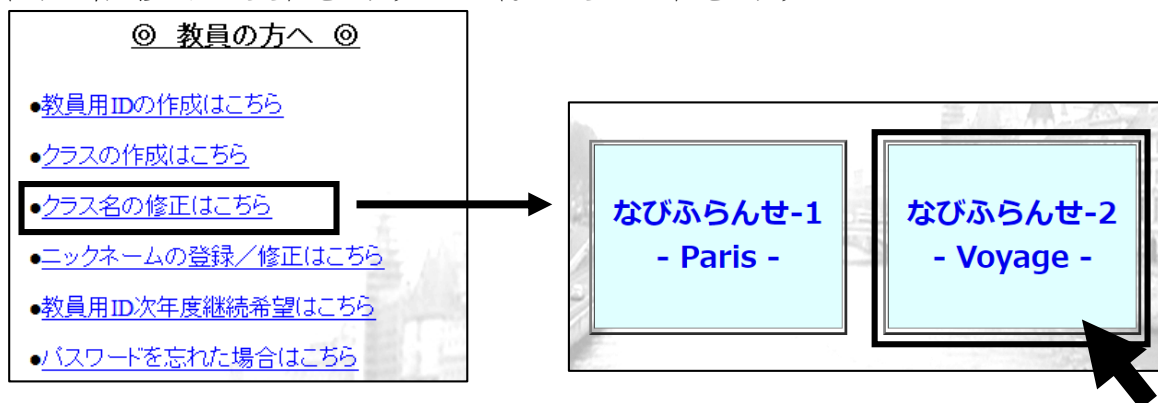 ◎ 教員の方へ ◎
●教員用IDの作成はこちら
●クラスの作成はこちら
●クラス名の修正はこちら
●ニックネームの登録／修正はこちら
●教員用ID次年度継続希望はこちら
●パスワードを忘れた場合はこちら
なびふらんせ-1
- Paris -
なびふらんせ-2
- Voyage -